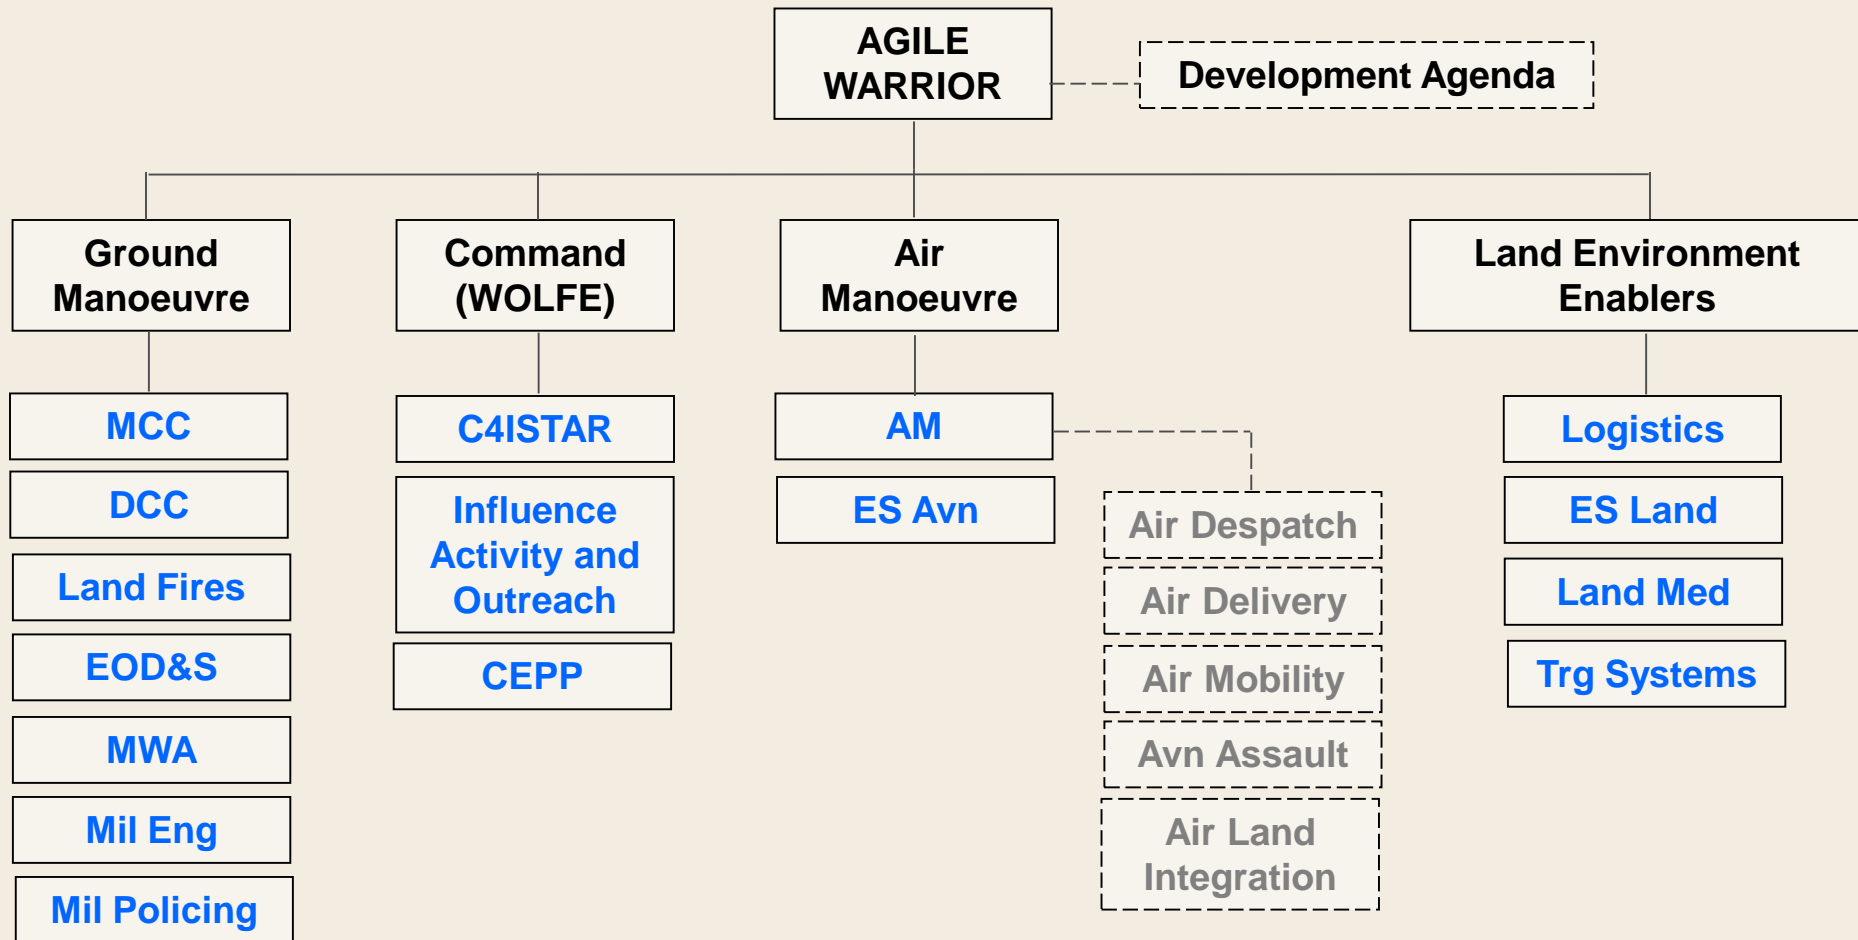 AGILE
WARRIOR
Development Agenda
Ground
Manoeuvre
Command
(WOLFE)
Air
Manoeuvre
Land Environment
Enablers
MCC
DCC
Land Fires
EOD&S
MWA
Mil Eng
Mil Policing
C4ISTAR
Influence
Activity and
Outreach
CEPP
AM
ES Avn
Air Despatch
Air Delivery
Air Mobility
Avn Assault
Air Land
Integration
Logistics
ES Land
Land Med
Trg Systems